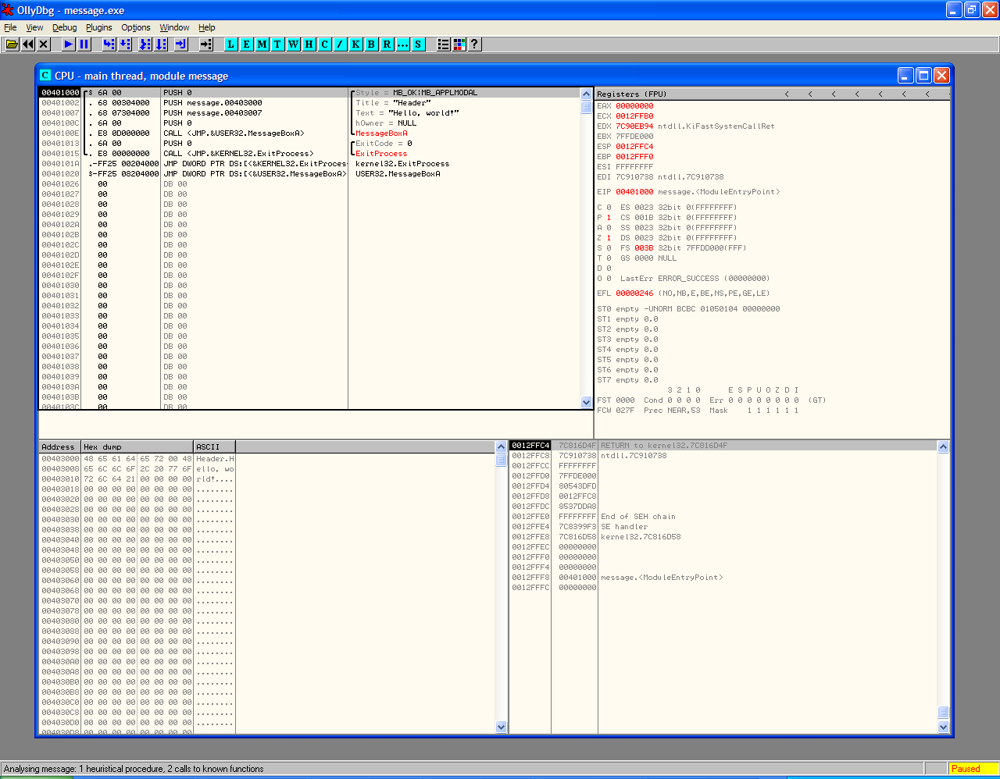 OllyDbg - message.exe
File View Debug Plugins Options Window Help
L E M T W H C / K B R ... S ?
C CPU - main thread, module message
00401000 $ 6A 00 PUSH 0 Style = MB_OK|MB_APPLMODAL
00401002 . 68 00304000 PUSH message.00403000 Title = "Header"
00401007 . 68 07304000 PUSH message.00403007 Text = "Hello, world!"
0040100C . 6A 00 PUSH 0 hOwner = NULL
0040100E . E8 0D000000 CALL <JMP.&USER32.MessageBoxA> MessageBoxA
00401013 . 6A 00 PUSH 0 ExitCode = 0
00401015 . E8 00000000 CALL <JMP.&KERNEL32.ExitProcess> ExitProcess
0040101A .-FF25 00204000 JMP DWORD PTR DS:[<&KERNEL32.ExitProces kernel32.ExitProcess
00401020 $-FF25 08204000 JMP DWORD PTR DS:[<&USER32.MessageBoxA>] USER32.MessageBoxA
00401026 00 DB 00
00401027 00 DB 00
00401028 00 DB 00
00401029 00 DB 00
0040102A 00 DB 00
0040102B 00 DB 00
0040102C 00 DB 00
0040102D 00 DB 00
0040102E 00 DB 00
0040102F 00 DB 00
00401030 00 DB 00
00401031 00 DB 00
00401032 00 DB 00
00401033 00 DB 00
00401034 00 DB 00
00401035 00 DB 00
00401036 00 DB 00
00401037 00 DB 00
00401038 00 DB 00
00401039 00 DB 00
0040103A 00 DB 00
0040103B 00 DB 00
0040103C 00 DB 00
Registers (FPU) < < < < < < <
EAX 00000000
ECX 0012FFB0
EDX 7C90EB94 ntdll.KiFastSystemCallRet
EBX 7FFDE000
ESP 0012FFC4
EBP 0012FFF0
ESI FFFFFFFF
EDI 7C910738 ntdll.7C910738
EIP 00401000 message.<ModuleEntryPoint>
C 0 ES 0023 32bit 0(FFFFFFFF)
P 1 CS 001B 32bit 0(FFFFFFFF)
A 0 SS 0023 32bit 0(FFFFFFFF)
Z 1 DS 0023 32bit 0(FFFFFFFF)
S 0 FS 003B 32bit 7FFDD000(FFF)
T 0 GS 0000 NULL
D 0
O 0 LastErr ERROR_SUCCESS (00000000)
EFL 00000246 (NO,NB,E,BE,NS,PE,GE,LE)
ST0 empty -UNORM BCBC 01050104 00000000
ST1 empty 0.0
ST2 empty 0.0
ST3 empty 0.0
ST4 empty 0.0
ST5 empty 0.0
ST6 empty 0.0
ST7 empty 0.0
3 2 1 0 E S P U O Z D I
FST 0000 Cond 0 0 0 0 Err 0 0 0 0 0 0 0 0 (GT)
FCW 027F Prec NEAR,53 Mask 1 1 1 1 1 1
Address Hex dump ASCII
00403000 48 65 61 64 65 72 00 48 Header.H
00403008 65 6C 6C 6F 2C 20 77 6F ello, wo
00403010 72 6C 64 21 00 00 00 00 rld!....
00403018 00 00 00 00 00 00 00 00 ........
00403020 00 00 00 00 00 00 00 00 ........
00403028 00 00 00 00 00 00 00 00 ........
00403030 00 00 00 00 00 00 00 00 ........
00403038 00 00 00 00 00 00 00 00 ........
00403040 00 00 00 00 00 00 00 00 ........
00403048 00 00 00 00 00 00 00 00 ........
00403050 00 00 00 00 00 00 00 00 ........
00403058 00 00 00 00 00 00 00 00 ........
00403060 00 00 00 00 00 00 00 00 ........
00403068 00 00 00 00 00 00 00 00 ........
00403070 00 00 00 00 00 00 00 00 ........
00403078 00 00 00 00 00 00 00 00 ........
00403080 00 00 00 00 00 00 00 00 ........
00403088 00 00 00 00 00 00 00 00 ........
00403090 00 00 00 00 00 00 00 00 ........
00403098 00 00 00 00 00 00 00 00 ........
004030A0 00 00 00 00 00 00 00 00 ........
004030A8 00 00 00 00 00 00 00 00 ........
004030B0 00 00 00 00 00 00 00 00 ........
004030B8 00 00 00 00 00 00 00 00 ........
004030C0 00 00 00 00 00 00 00 00 ........
004030C8 00 00 00 00 00 00 00 00 ........
004030D0 00 00 00 00 00 00 00 00 ........
004030D8 00 00 00 00 00 00 00 00 ........
0012FFC4 7C816D4F RETURN to kernel32.7C816D4F
0012FFC8 7C910738 ntdll.7C910738
0012FFCC FFFFFFFF
0012FFD0 7FFDE000
0012FFD4 80543DFD
0012FFD8 0012FFC8
0012FFDC 8537DDA8
0012FFE0 FFFFFFFF End of SEH chain
0012FFE4 7C8399F3 SE handler
0012FFE8 7C816D58 kernel32.7C816D58
0012FFEC 00000000
0012FFF0 00000000
0012FFF4 00000000
0012FFF8 00401000 message.<ModuleEntryPoint>
0012FFFC 00000000
Analysing message: 1 heuristical procedure, 2 calls to known functions
Paused